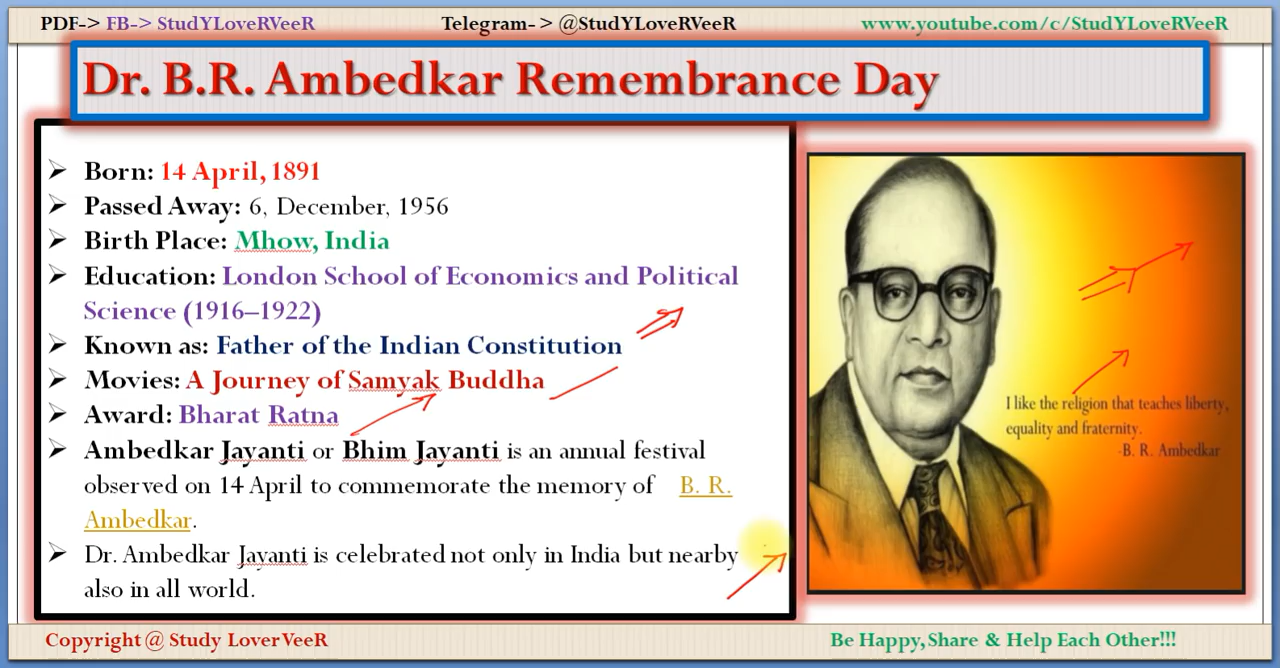 PDF-> FB-> StudYLoveRVeeR Telegram- > @StudYLoveRVeeR www.youtube.com/c/StudYLoveRVeeR
Dr. B.R. Ambedkar Remembrance Day
Born: 14 April, 1891
Passed Away: 6, December, 1956
Birth Place: Mhow, India
Education: London School of Economics and Political
Science (1916–1922)
Known as: Father of the Indian Constitution
Movies: A Journey of Samyak Buddha
Award: Bharat Ratna
Ambedkar Jayanti or Bhim Jayanti is an annual festival
observed on 14 April to commemorate the memory of B. R.
Ambedkar.
Dr. Ambedkar Jayanti is celebrated not only in India but nearby
also in all world.
I like the religion that teaches liberty,
equality and fraternity.
-B. R. Ambedkar
Copyright @ Study LoverVeeR Be Happy,Share & Help Each Other!!!